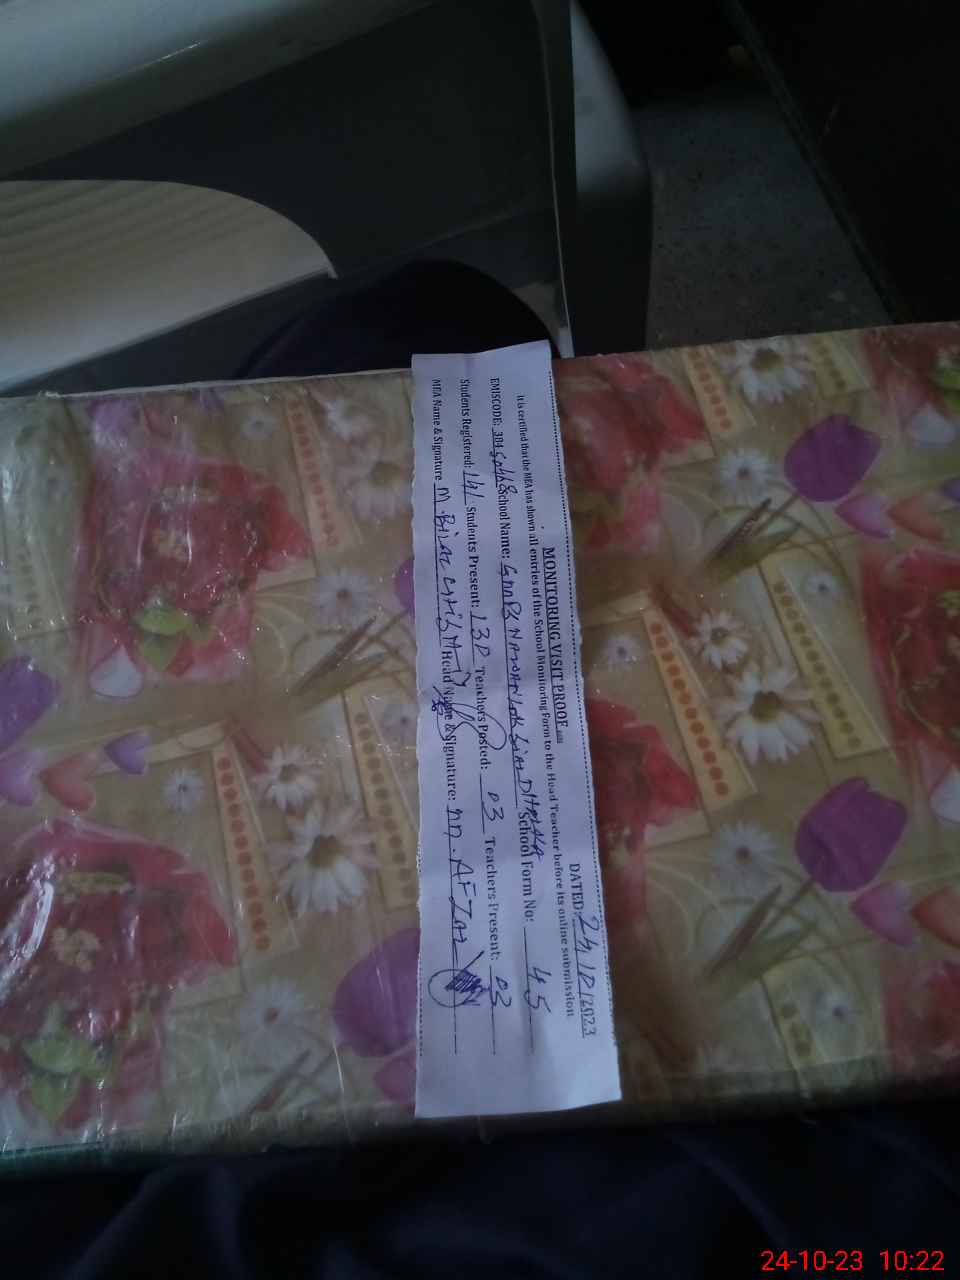 MONITORING VISIT PROOF DATED: 24/10/2023
It is certified that the MEA has shown all entries of the School Monitoring Form to the Head Teacher before its online submission
EMISCODE: School Name: School Form No: 45
Students Registered: 141 Students Present: 130 Teachers Posted: 03 Teachers Present: 03
MEA Name & Signature M. Bilal Head Name & Signature: M. AFZAL
24-10-23 10:22